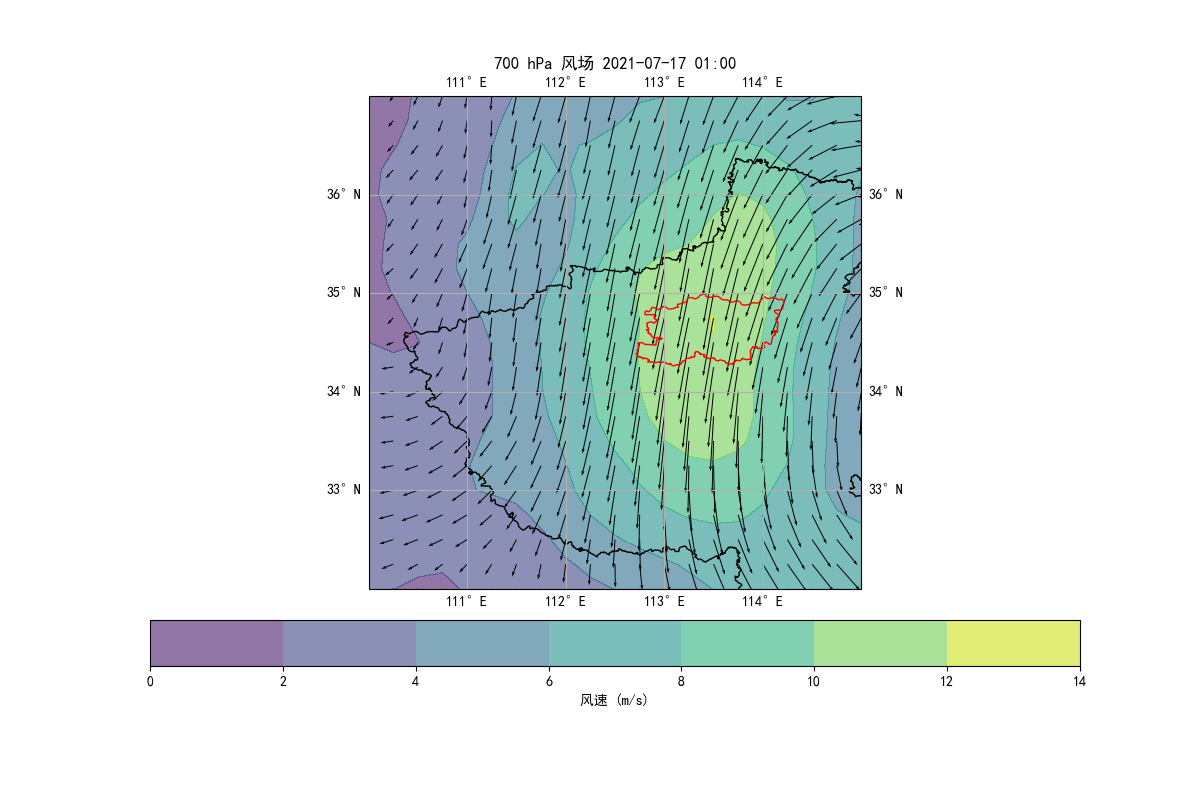 700 hPa 风场 2021-07-17 01:00
111° E 112° E 113° E 114° E
36° N 36° N
35° N 35° N
34° N 34° N
33° N 33° N
111° E 112° E 113° E 114° E
0 2 4 6 8 10 12 14
风速 (m/s)